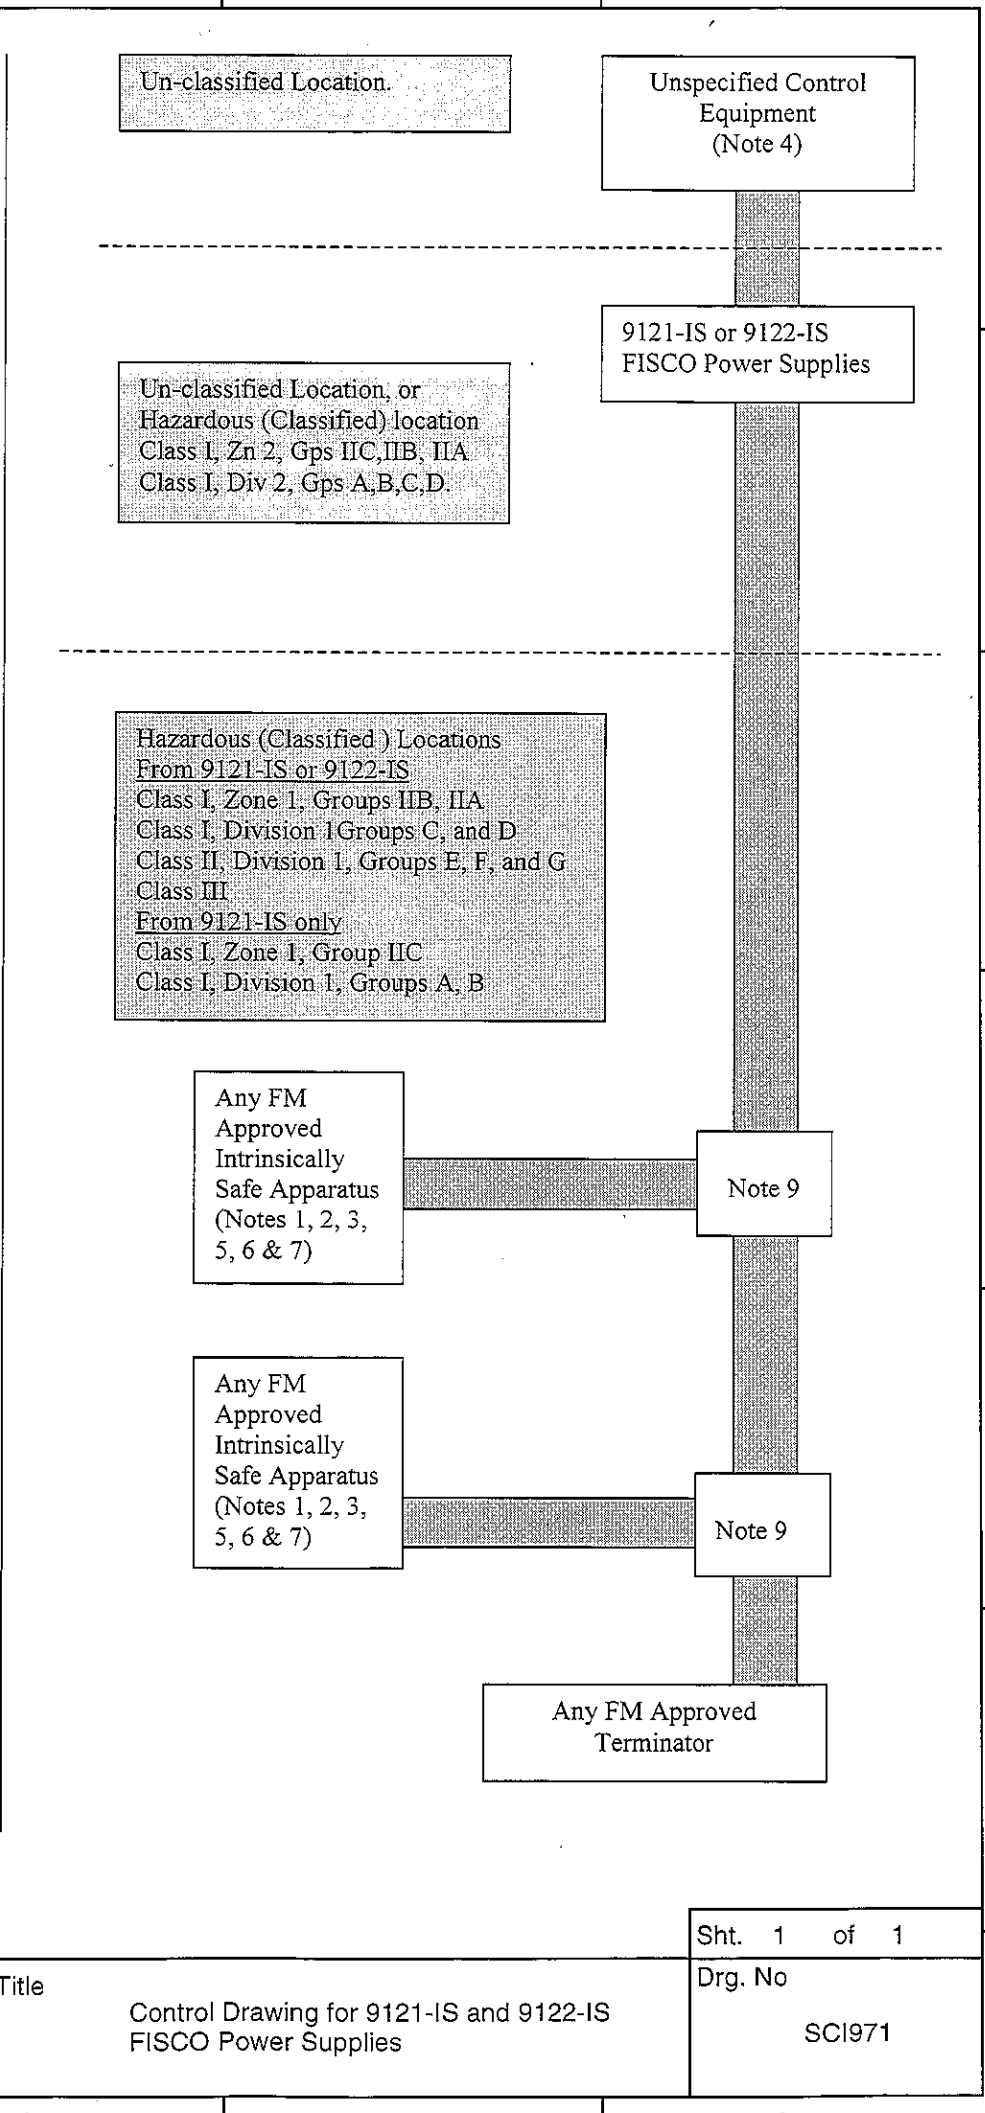 Un-classified Location.
Unspecified Control
Equipment
(Note 4)
9121-IS or 9122-IS
FISCO Power Supplies
Un-classified Location, or
Hazardous (Classified) location
Class I, Zn 2, Gps IIC,IIB, IIA
Class I, Div 2, Gps A,B,C,D.
Hazardous (Classified ) Locations
From 9121-IS or 9122-IS
Class I, Zone 1, Groups IIB, IIA
Class I, Division 1Groups C, and D
Class II, Division 1, Groups E, F, and G
Class III
From 9121-IS only
Class I, Zone 1, Group IIC
Class I, Division 1, Groups A, B
Any FM
Approved
Intrinsically
Safe Apparatus
(Notes 1, 2, 3,
5, 6 & 7)
Note 9
Any FM
Approved
Intrinsically
Safe Apparatus
(Notes 1, 2, 3,
5, 6 & 7)
Note 9
Any FM Approved
Terminator
Sht. 1 of 1
Title
Control Drawing for 9121-IS and 9122-IS
FISCO Power Supplies
Drg. No
SCI971